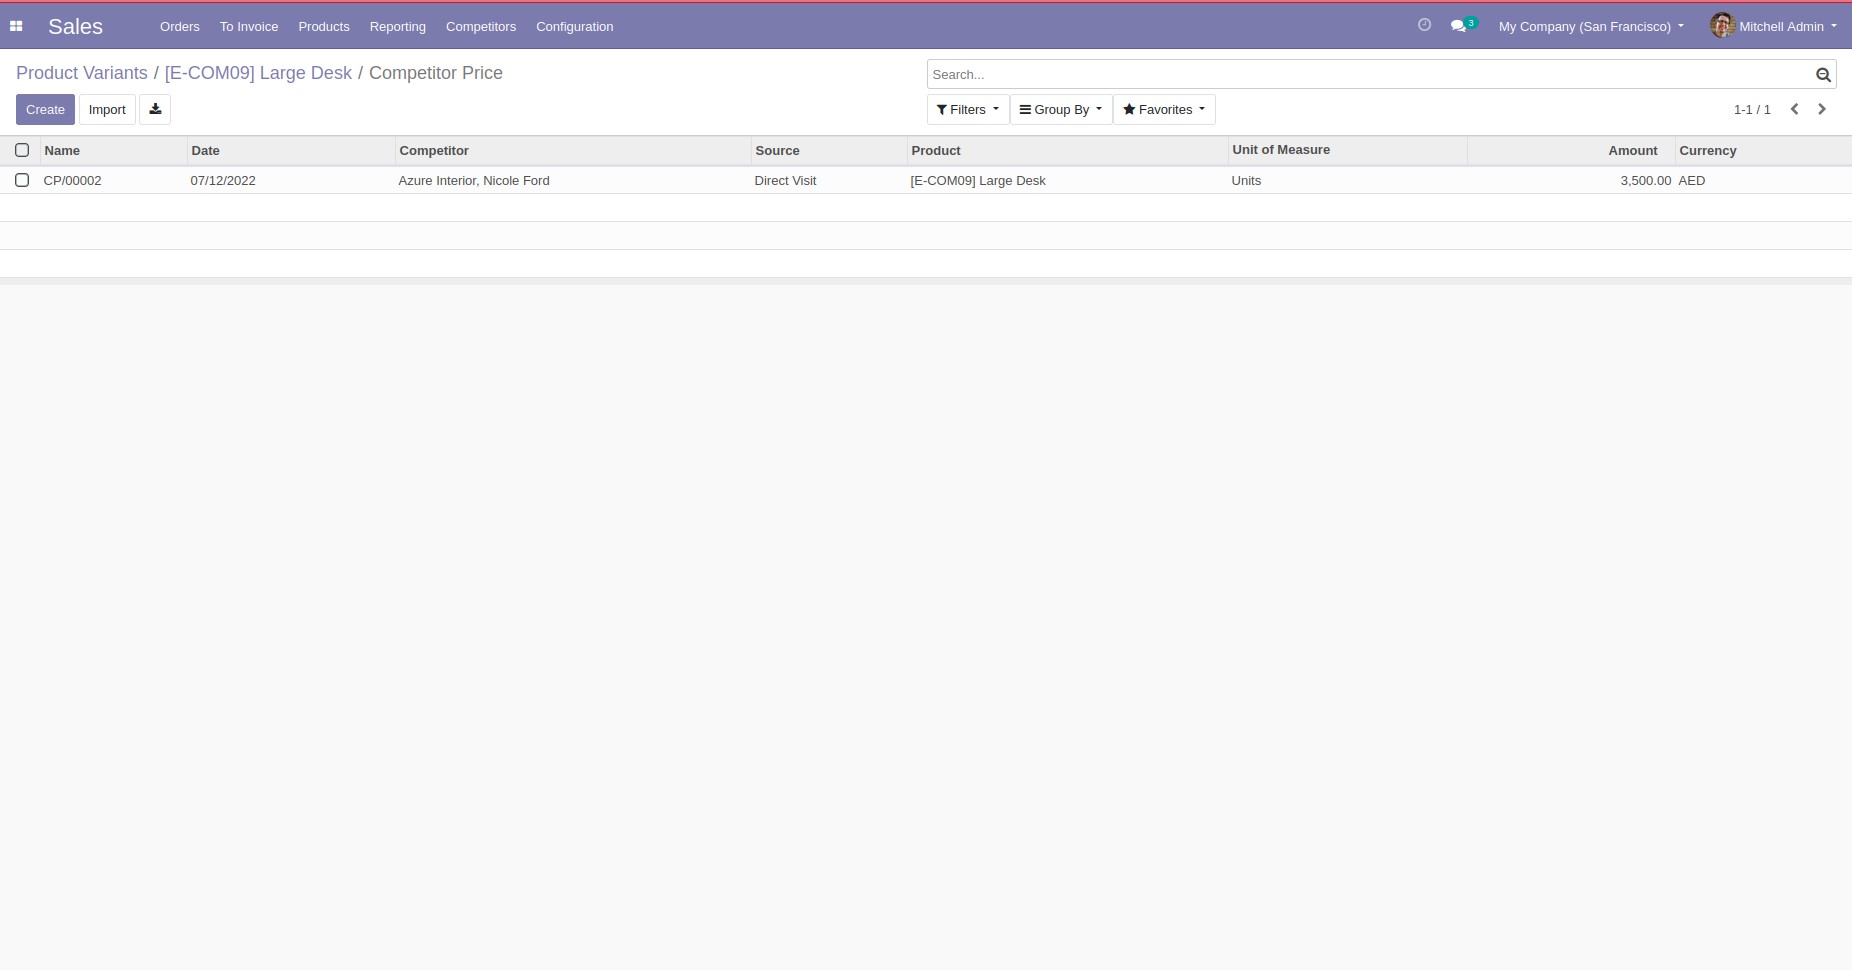 Sales Orders To Invoice Products Reporting Competitors Configuration 3 My Company (San Francisco) Mitchell Admin
Product Variants / [E-COM09] Large Desk / Competitor Price
Search...
Create Import Filters Group By Favorites 1-1 / 1
Name Date Competitor Source Product Unit of Measure Amount Currency
CP/00002 07/12/2022 Azure Interior, Nicole Ford Direct Visit [E-COM09] Large Desk Units 3,500.00 AED